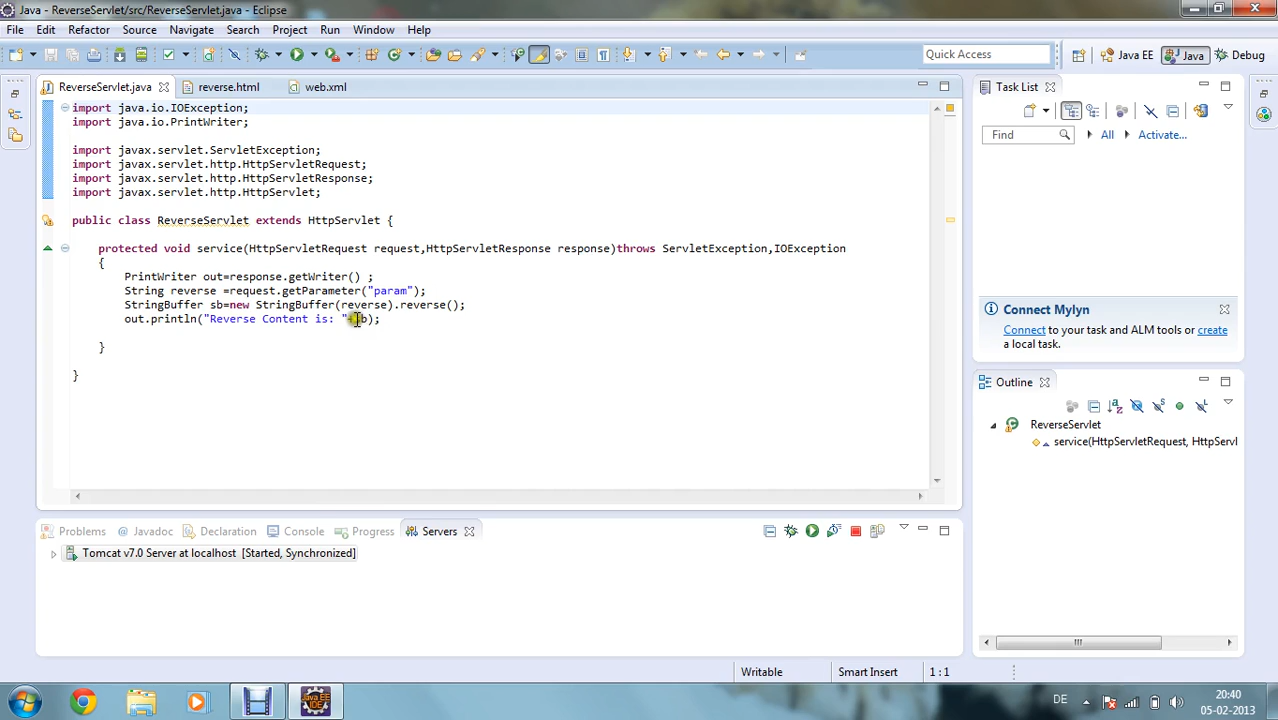 Java - ReverseServlet/src/ReverseServlet.java - Eclipse
File Edit Refactor Source Navigate Search Project Run Window Help
Quick Access
Java EE
Java
Debug
ReverseServlet.java
reverse.html
web.xml
import java.io.IOException;
import java.io.PrintWriter;
import javax.servlet.ServletException;
import javax.servlet.http.HttpServletRequest;
import javax.servlet.http.HttpServletResponse;
import javax.servlet.http.HttpServlet;
public class ReverseServlet extends HttpServlet {
protected void service(HttpServletRequest request,HttpServletResponse response)throws ServletException,IOException
{
PrintWriter out=response.getWriter() ;
String reverse =request.getParameter("param");
StringBuffer sb=new StringBuffer(reverse).reverse();
out.println("Reverse Content is: "+sb);
}
}
Task List
Find
All
Activate...
Connect Mylyn
Connect to your task and ALM tools or create
a local task.
Outline
ReverseServlet
service(HttpServletRequest, HttpServl
Problems
@ Javadoc
Declaration
Console
Progress
Servers
Tomcat v7.0 Server at localhost [Started, Synchronized]
Writable
Smart Insert
1 : 1
DE
20:40
05-02-2013